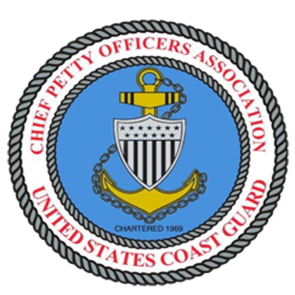 CHIEF PETTY OFFICERS ASSOCIATION
CHARTERED 1969
UNITED STATES COAST GUARD